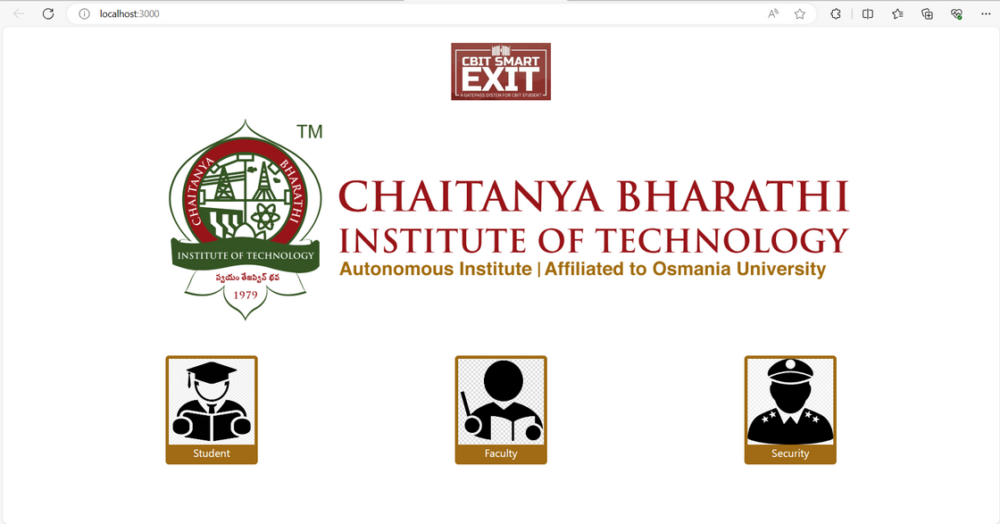 localhost:3000
CBIT SMART
EXIT
A GATEPASS SYSTEM FOR CBIT STUDENT
TM
CHAITANYA BHARATHI
INSTITUTE OF TECHNOLOGY
స్వయం తేజస్విన్ భవ
1979
CHAITANYA BHARATHI
INSTITUTE OF TECHNOLOGY
Autonomous Institute | Affiliated to Osmania University
Student
Faculty
Security